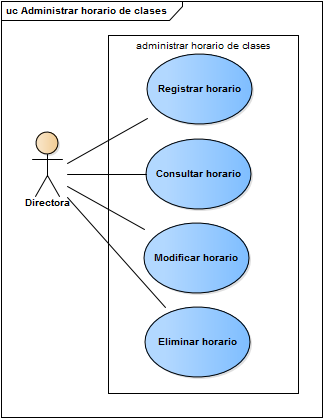 uc Administrar horario de clases
administrar horario de clases
Registrar horario
Consultar horario
Directora
Modificar horario
Eliminar horario